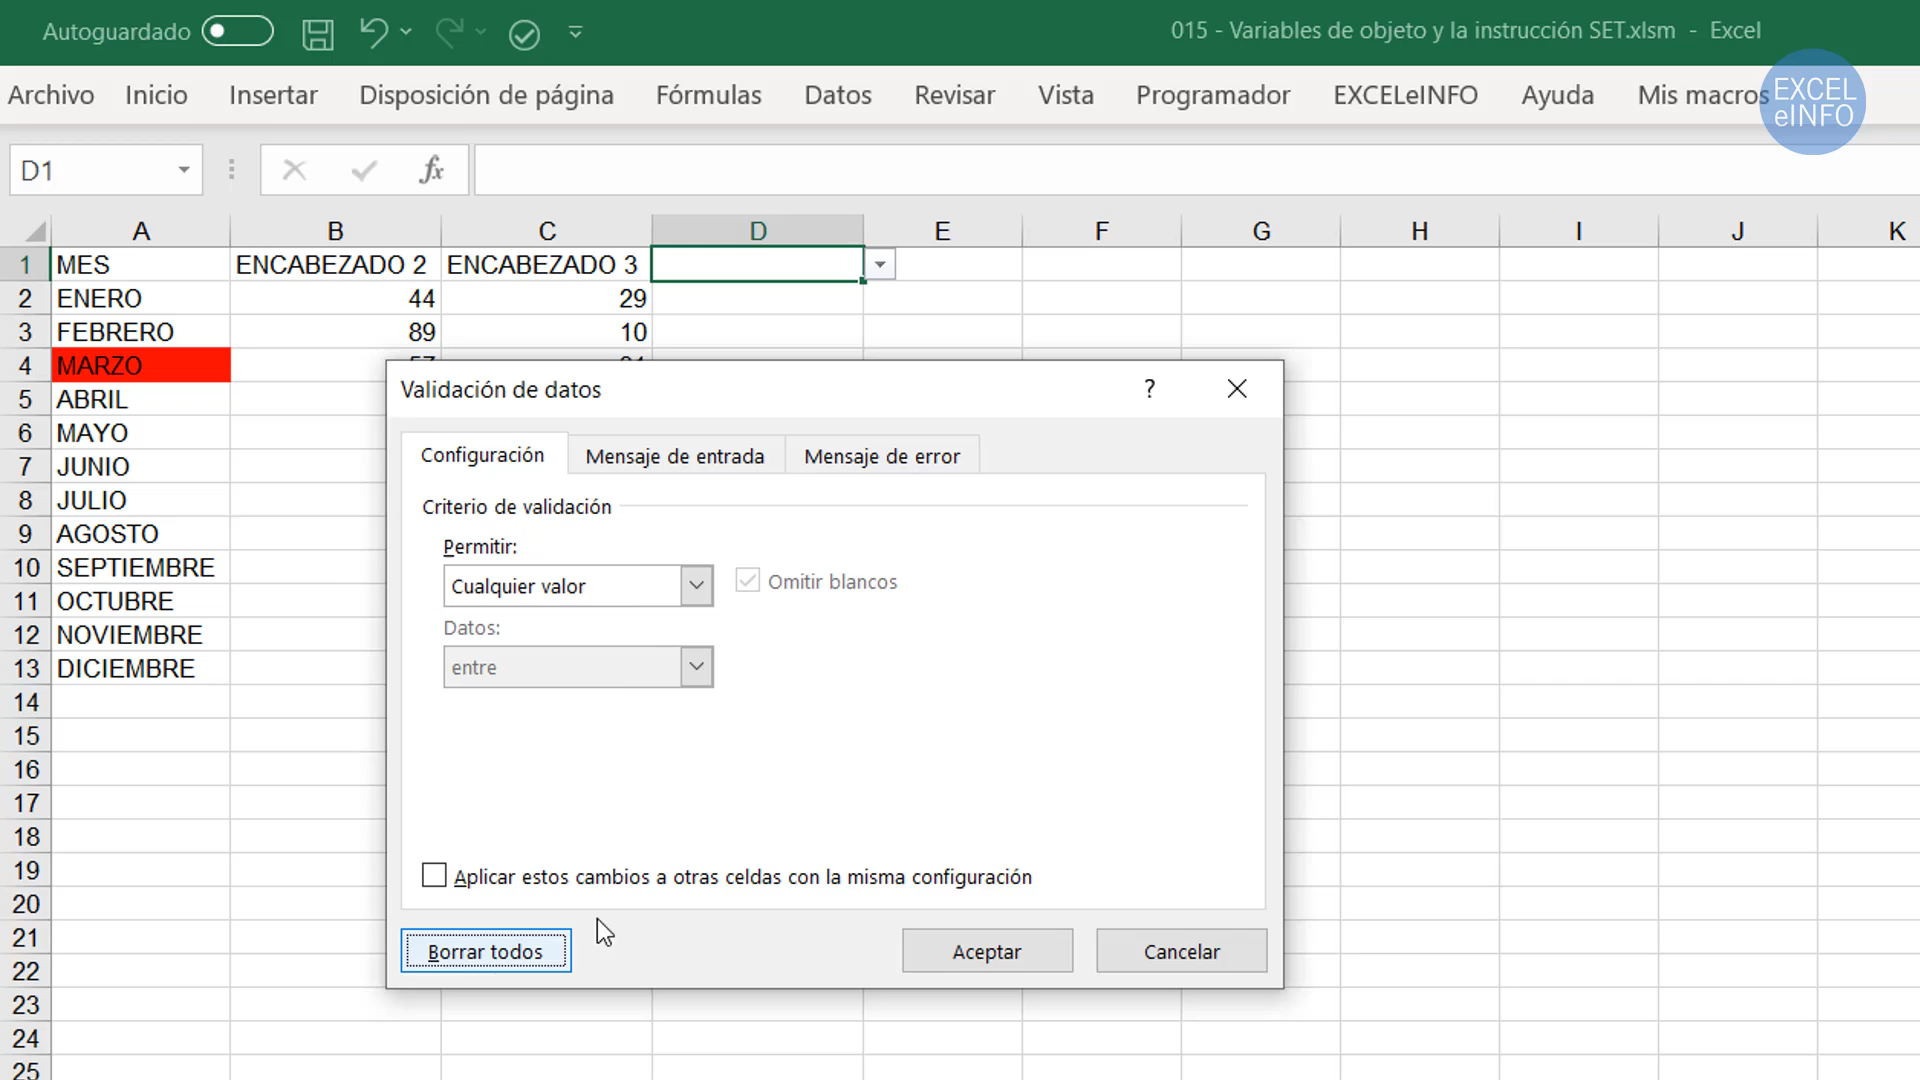 Autoguardado
015 - Variables de objeto y la instrucción SET.xlsm - Excel
Archivo Inicio Insertar Disposición de página Fórmulas Datos Revisar Vista Programador EXCELeINFO Ayuda Mis macros
EXCEL
eINFO
D1 fx
A B C D E F G H I J K
1 MES ENCABEZADO 2 ENCABEZADO 3
2 ENERO 44 29
3 FEBRERO 89 10
4 MARZO
5 ABRIL
6 MAYO
7 JUNIO
8 JULIO
9 AGOSTO
10 SEPTIEMBRE
11 OCTUBRE
12 NOVIEMBRE
13 DICIEMBRE
14
15
16
17
18
19
20
21
22
23
24
25
Validación de datos ?
Configuración Mensaje de entrada Mensaje de error
Criterio de validación
Permitir:
Cualquier valor Omitir blancos
Datos:
entre
Aplicar estos cambios a otras celdas con la misma configuración
Borrar todos Aceptar Cancelar